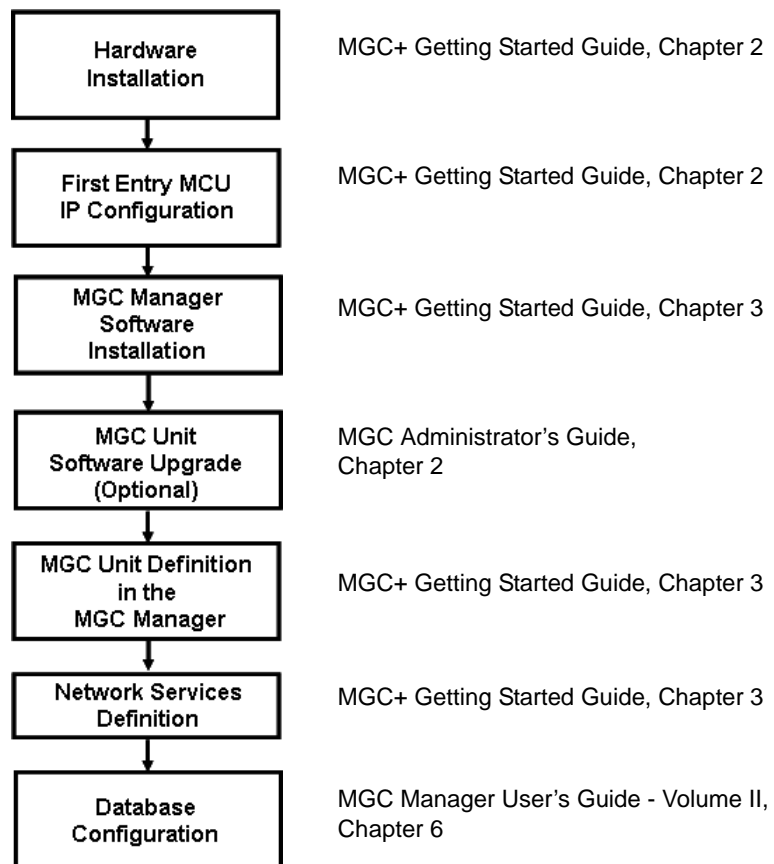 Hardware
Installation
MGC+ Getting Started Guide, Chapter 2
First Entry MCU
IP Configuration
MGC+ Getting Started Guide, Chapter 2
MGC Manager
Software
Installation
MGC+ Getting Started Guide, Chapter 3
MGC Unit
Software Upgrade
(Optional)
MGC Administrator’s Guide,
Chapter 2
MGC Unit Definition
in the
MGC Manager
MGC+ Getting Started Guide, Chapter 3
Network Services
Definition
MGC+ Getting Started Guide, Chapter 3
Database
Configuration
MGC Manager User’s Guide - Volume II,
Chapter 6